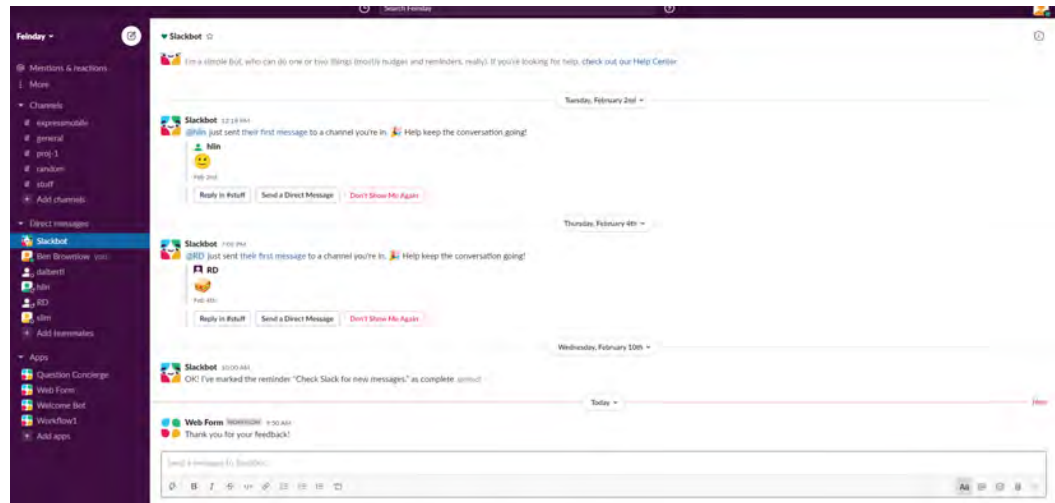 Search Feinday
Feinday
Mentions & reactions
More
Channels
# expressmobile
# general
# proj-1
# random
# stuff
+ Add channels
Direct messages
Slackbot
Ben Brownlow you
dalberti
hlin
RD
slim
+ Add teammates
Apps
Question Concierge
Web Form
Welcome Bot
Workflow1
+ Add apps
Slackbot
I'm a simple bot, who can do one or two things (mostly nudges and reminders, really). If you're looking for help, check out our Help Center.
Tuesday, February 2nd
Slackbot 12:18 PM
@hlin just sent their first message to a channel you're in. Help keep the conversation going!
hlin
Feb 2nd
Reply in #stuff Send a Direct Message Don't Show Me Again
Thursday, February 4th
Slackbot PM
@RD just sent their first message to a channel you're in. Help keep the conversation going!
RD
Feb 4th
Reply in #stuff Send a Direct Message Don't Show Me Again
Wednesday, February 10th
Slackbot 10:00 AM
OK! I've marked the reminder "Check Slack for new messages." as complete
Today
New
Web Form WORKFLOW 9:50 AM
Thank you for your feedback!
Send a message to Slackbot
B I S
Aa